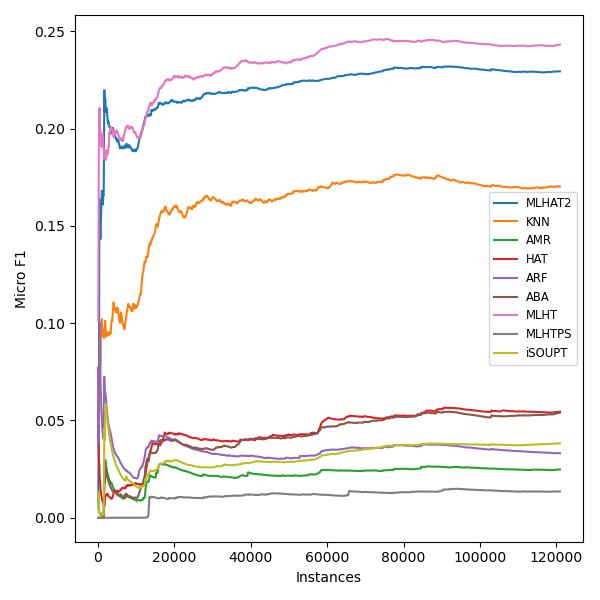 0.25
0.20
0.15
0.10
0.05
0.00
Micro F1
MLHAT2
KNN
AMR
HAT
ARF
ABA
MLHT
MLHTPS
iSOUPT
0 20000 40000 60000 80000 100000 120000
Instances